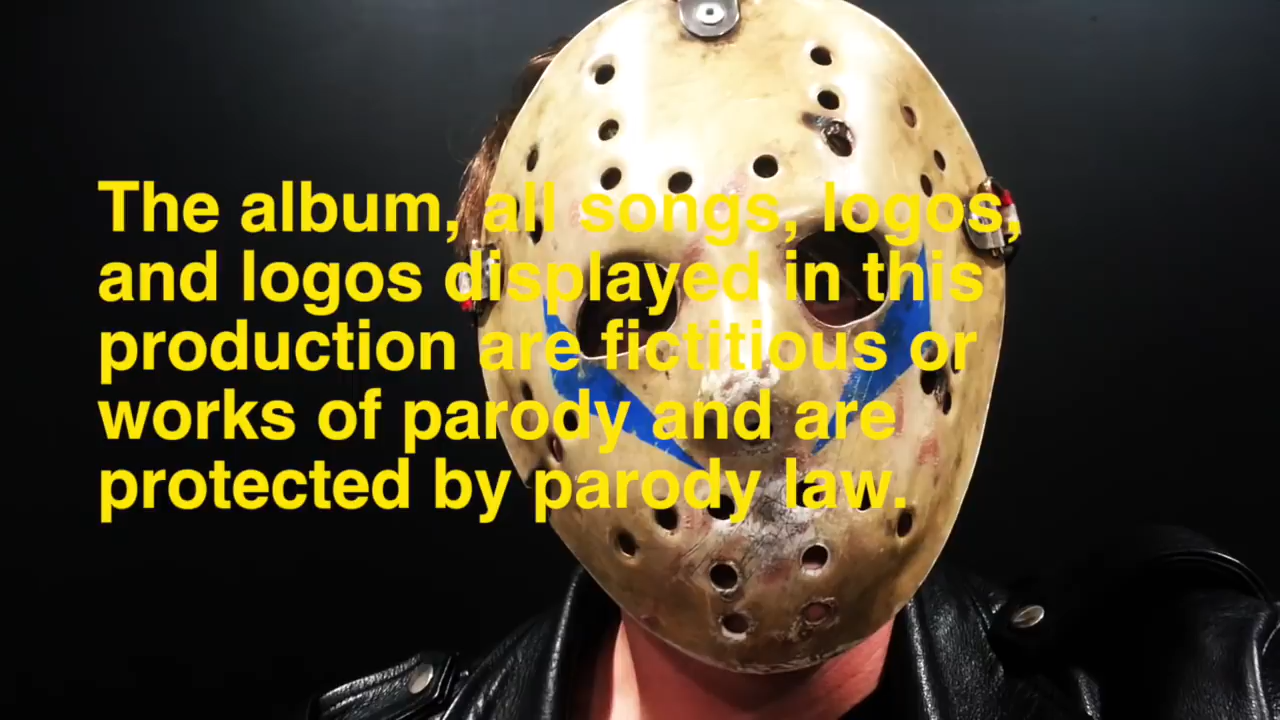 The album, all songs, logos,
and logos displayed in this
production are fictitious or
works of parody and are
protected by parody law.